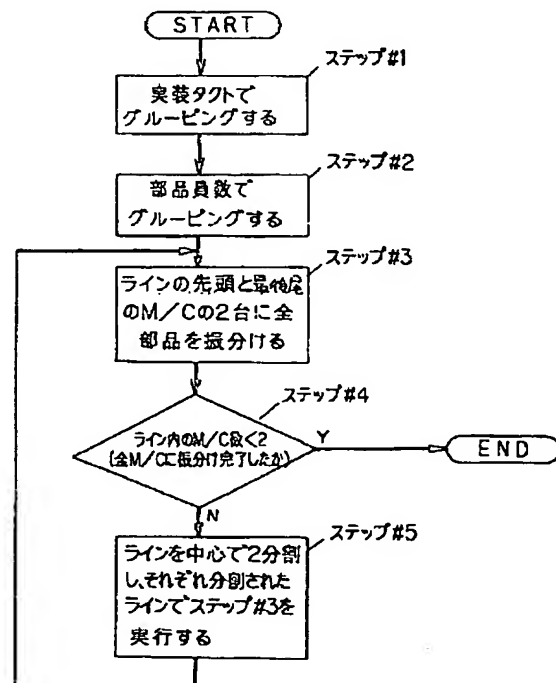 START
ステップ#1
実装タクトで
グルーピングする
ステップ#2
部品員数で
グルーピングする
ステップ#3
ラインの先頭と最後尾
のM/Cの2台に全
部品を振分ける
ステップ#4
ライン内のM/C数<2
(全M/Cに振分け完了したか)
Y
END
N
ステップ#5
ラインを中心で2分割
し、それぞれ分割された
ラインでステップ#3を
実行する